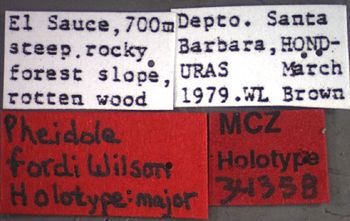 El Sauce, 700m
steep, rocky
forest slope,
rotten wood
Depto. Santa
Barbara, HOND-
URAS March
1979. WL Brown
Pheidole
fordi Wilson
Holotype: major
MCZ
Holotype
34358